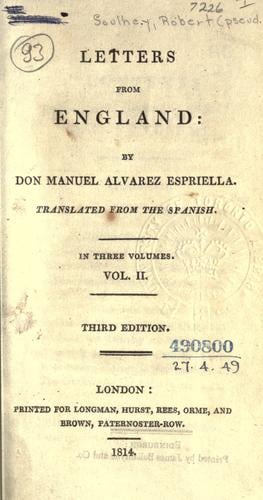 7226
Southey, Robert (pseud.
93
LETTERS
FROM
ENGLAND:
BY
DON MANUEL ALVAREZ ESPRIELLA.
TRANSLATED FROM THE SPANISH.
IN THREE VOLUMES.
VOL. II.
THIRD EDITION.
490800
27. 4. 49
LONDON:
PRINTED FOR LONGMAN, HURST, REES, ORME, AND
BROWN, PATERNOSTER-ROW.
1814.